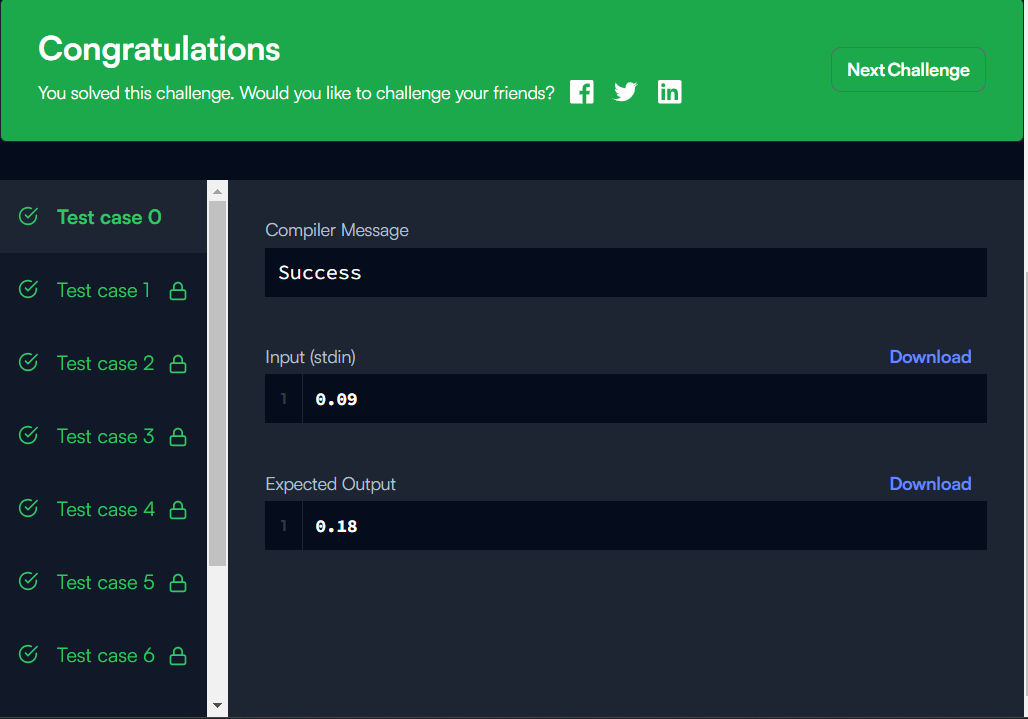 Congratulations
You solved this challenge. Would you like to challenge your friends?
Next Challenge
Test case 0
Test case 1
Test case 2
Test case 3
Test case 4
Test case 5
Test case 6
Compiler Message
Success
Input (stdin)
Download
1 0.09
Expected Output
Download
1 0.18